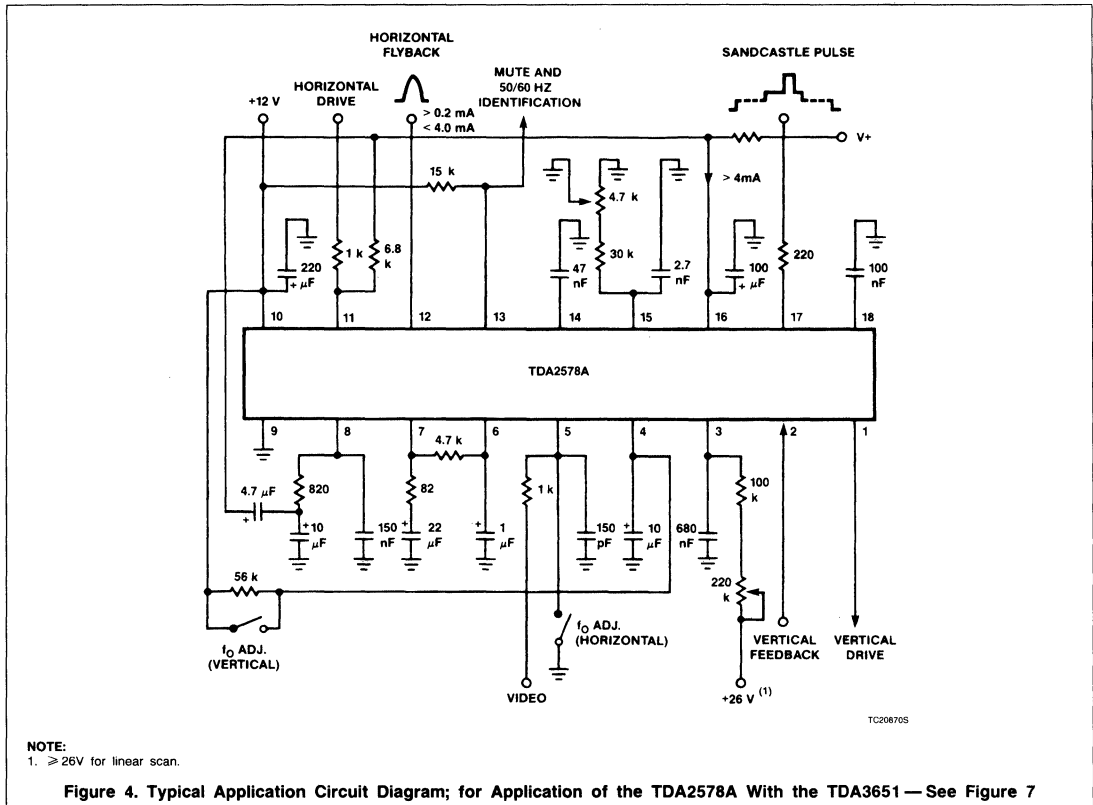 HORIZONTAL
FLYBACK
SANDCASTLE PULSE
MUTE AND
50/60 HZ
IDENTIFICATION
HORIZONTAL
DRIVE
+12 V
> 0.2 mA
< 4.0 mA
V+
15 k
4.7 k
> 4mA
220
+ μF
1 k
6.8
k
47
nF
30 k
2.7
nF
100
+ μF
220
100
nF
10
11
12
13
14
15
16
17
18
TDA2578A
9
8
7
6
5
4
3
2
1
4.7 μF
+
820
+
10
μF
150
nF
4.7 k
82
+
22
μF
+
1
μF
1 k
150
pF
+
10
μF
680
nF
100
k
220
k
56 k
fO ADJ.
(VERTICAL)
fO ADJ.
(HORIZONTAL)
VIDEO
+26 V (1)
VERTICAL
FEEDBACK
VERTICAL
DRIVE
TC20870S
NOTE:
1. ⩾ 26V for linear scan.
Figure 4. Typical Application Circuit Diagram; for Application of the TDA2578A With the TDA3651 — See Figure 7